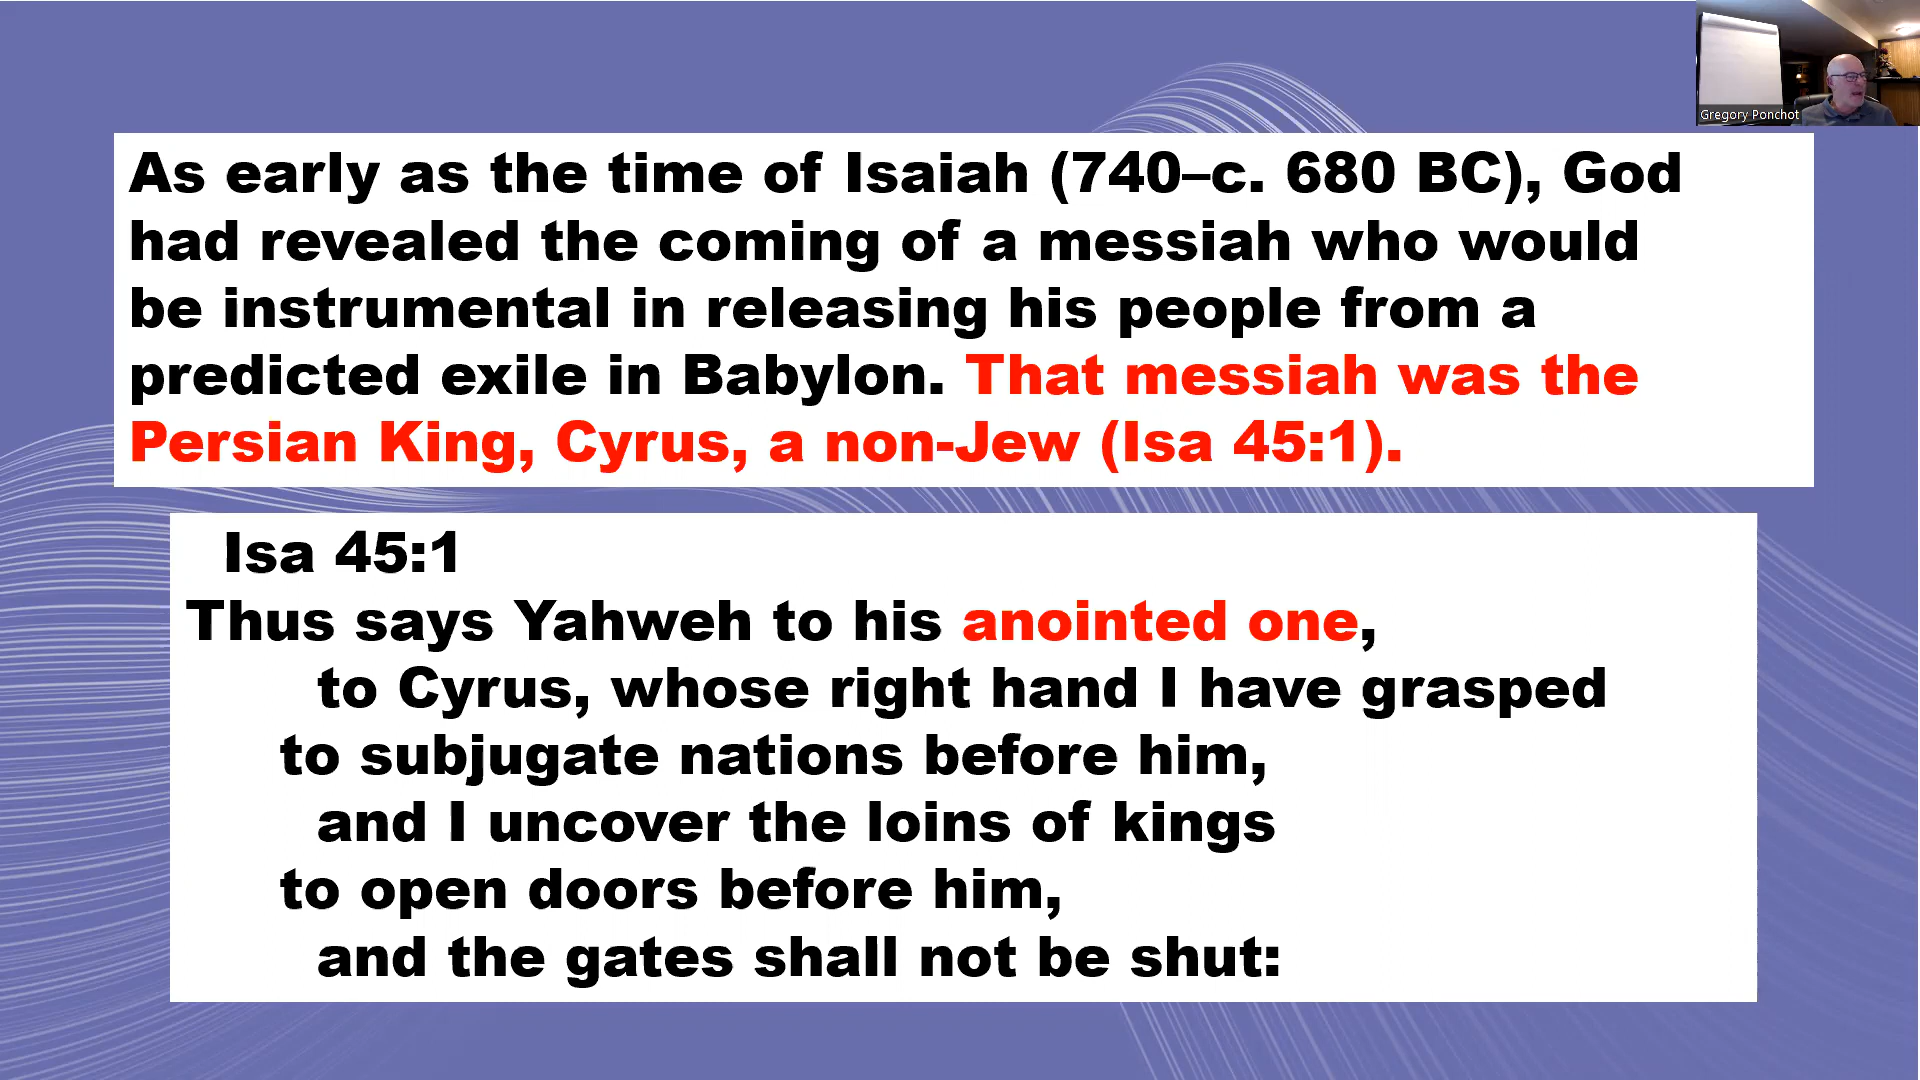 Gregory Ponchot
As early as the time of Isaiah (740–c. 680 BC), God
had revealed the coming of a messiah who would
be instrumental in releasing his people from a
predicted exile in Babylon. That messiah was the
Persian King, Cyrus, a non-Jew (Isa 45:1).
Isa 45:1
Thus says Yahweh to his anointed one,
to Cyrus, whose right hand I have grasped
to subjugate nations before him,
and I uncover the loins of kings
to open doors before him,
and the gates shall not be shut: